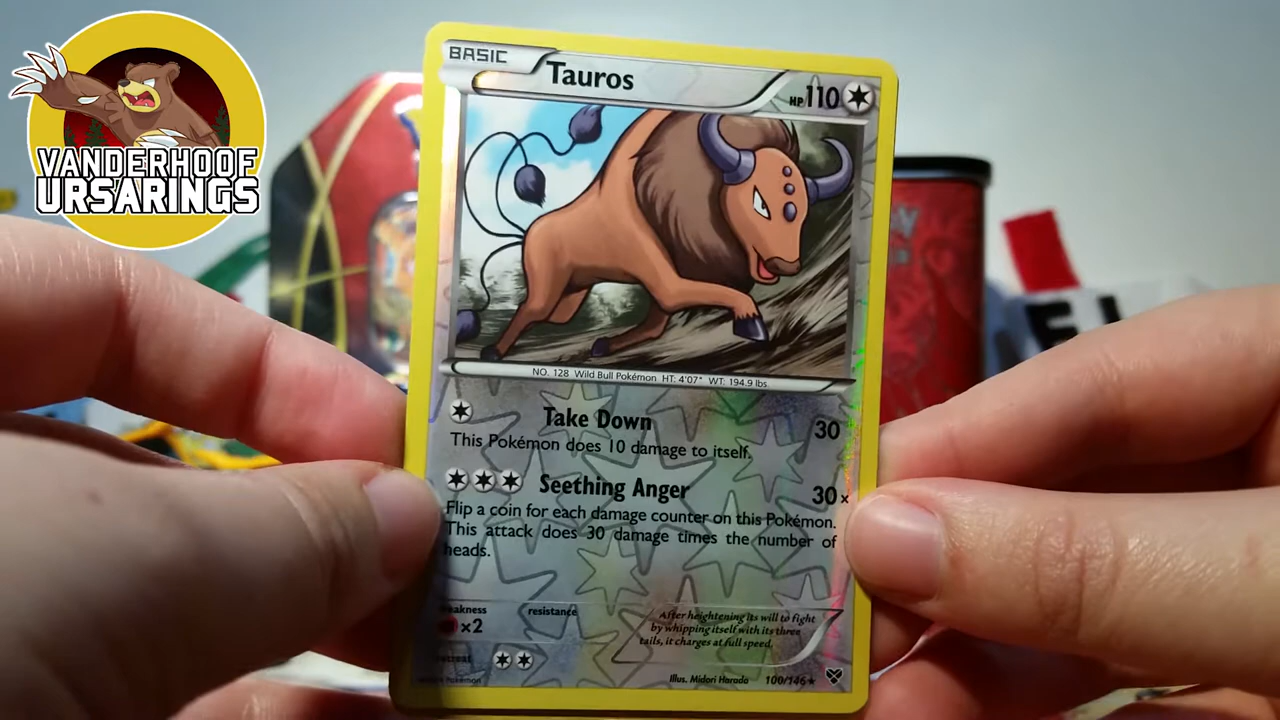 VANDERHOOF
URSARINGS
BASIC
Tauros
HP 110
NO. 128 Wild Bull Pokémon HT: 4'07" WT: 194.9 lbs.
Take Down 30
This Pokémon does 10 damage to itself.
Seething Anger 30x
Flip a coin for each damage counter on this Pokémon.
This attack does 30 damage times the number of
heads.
resistance
×2
After heightening its will to fight
by whipping itself with its three
tails, it charges at full speed.
Illus. Midori Harada 100/146★